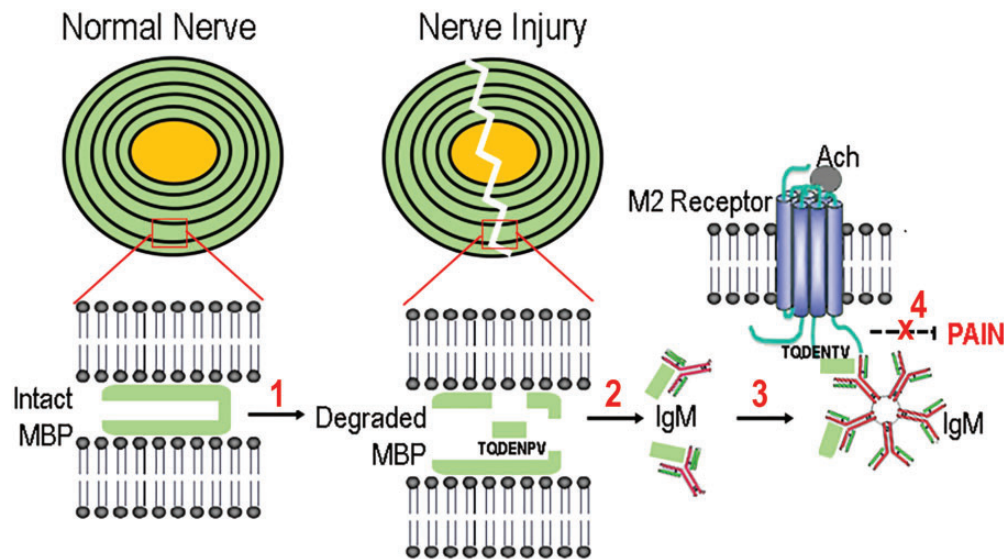 Normal Nerve
Nerve Injury
Ach
M2 Receptor
4
PAIN
TQDENTV
1
2
3
Intact
MBP
Degraded
MBP
TQDENPV
IgM
IgM